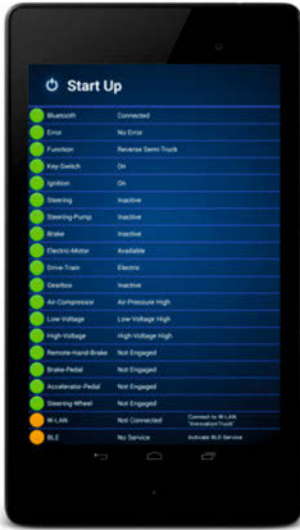 Start Up
Bluetooth Connected
Error No Error
Function Reverse Semi-Truck
Key-Switch On
Ignition On
Steering Inactive
Steering-Pump Inactive
Brake Inactive
Electric-Motor Available
Drive-Train Electric
Gearbox Inactive
Air-Compressor Air-Pressure High
Low-Voltage Low-Voltage High
High-Voltage High-Voltage High
Remote-Hand-Brake Not Engaged
Brake-Pedal Not Engaged
Accelerator-Pedal Not Engaged
Steering-Wheel Not Engaged
W-LAN Not Connected Connect to W-LAN
"InnovationTruck"
BLE No Service Activate BLE-Service